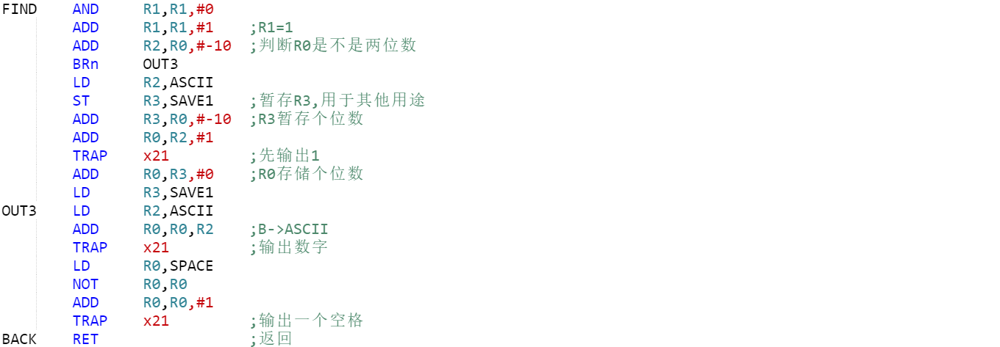 FIND    AND     R1,R1,#0
        ADD     R1,R1,#1    ;R1=1
        ADD     R2,R0,#-10  ;判断R0是不是两位数
        BRn     OUT3
        LD      R2,ASCII
        ST      R3,SAVE1    ;暂存R3,用于其他用途
        ADD     R3,R0,#-10  ;R3暂存个位数
        ADD     R0,R2,#1
        TRAP    x21         ;先输出1
        ADD     R0,R3,#0    ;R0存储个位数
        LD      R3,SAVE1
OUT3    LD      R2,ASCII
        ADD     R0,R0,R2    ;B->ASCII
        TRAP    x21         ;输出数字
        LD      R0,SPACE
        NOT     R0,R0
        ADD     R0,R0,#1
        TRAP    x21         ;输出一个空格
BACK    RET                 ;返回